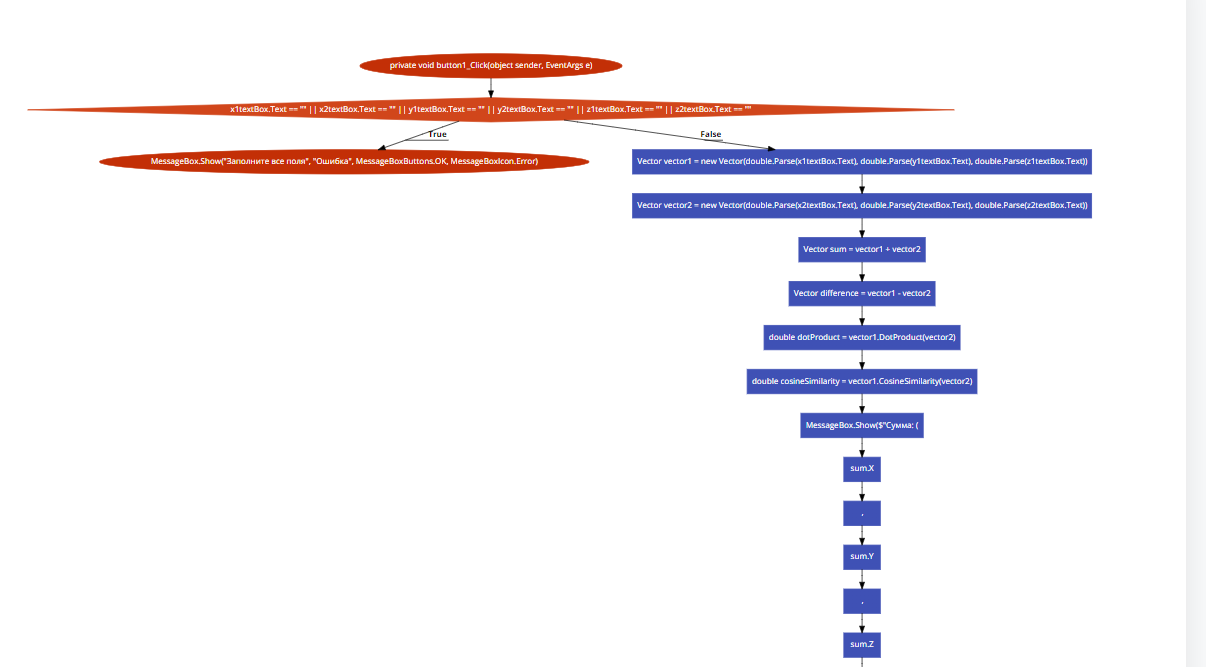 private void button1_Click(object sender, EventArgs e)
x1textBox.Text == "" || x2textBox.Text == "" || y1textBox.Text == "" || y2textBox.Text == "" || z1textBox.Text == "" || z2textBox.Text == ""
True
False
MessageBox.Show("Заполните все поля", "Ошибка", MessageBoxButtons.OK, MessageBoxIcon.Error)
Vector vector1 = new Vector(double.Parse(x1textBox.Text), double.Parse(y1textBox.Text), double.Parse(z1textBox.Text))
Vector vector2 = new Vector(double.Parse(x2textBox.Text), double.Parse(y2textBox.Text), double.Parse(z2textBox.Text))
Vector sum = vector1 + vector2
Vector difference = vector1 - vector2
double dotProduct = vector1.DotProduct(vector2)
double cosineSimilarity = vector1.CosineSimilarity(vector2)
MessageBox.Show($"Сумма: (
sum.X
,
sum.Y
,
sum.Z